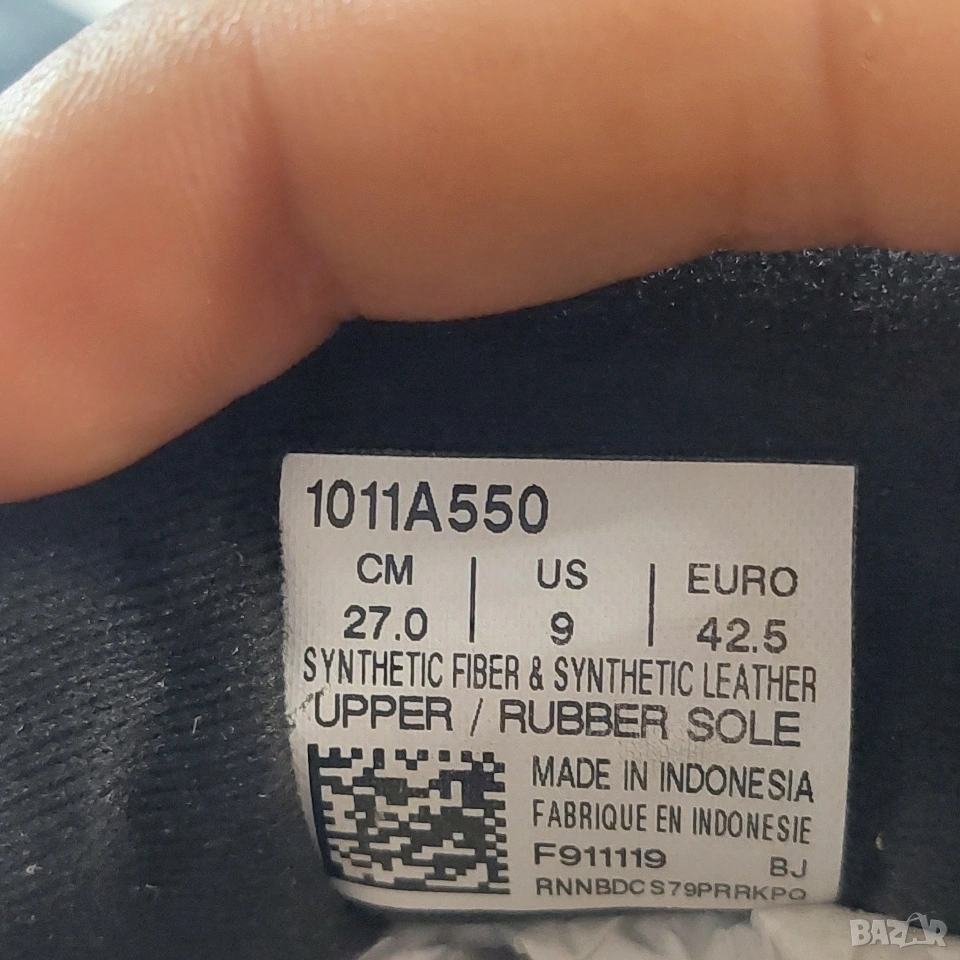 1011A550
CM | US | EURO
27.0 | 9 | 42.5
SYNTHETIC FIBER & SYNTHETIC LEATHER
UPPER / RUBBER SOLE
MADE IN INDONESIA
FABRIQUE EN INDONESIE
F911119 BJ
RNNBDCS79PRRKPQ
BAZAR